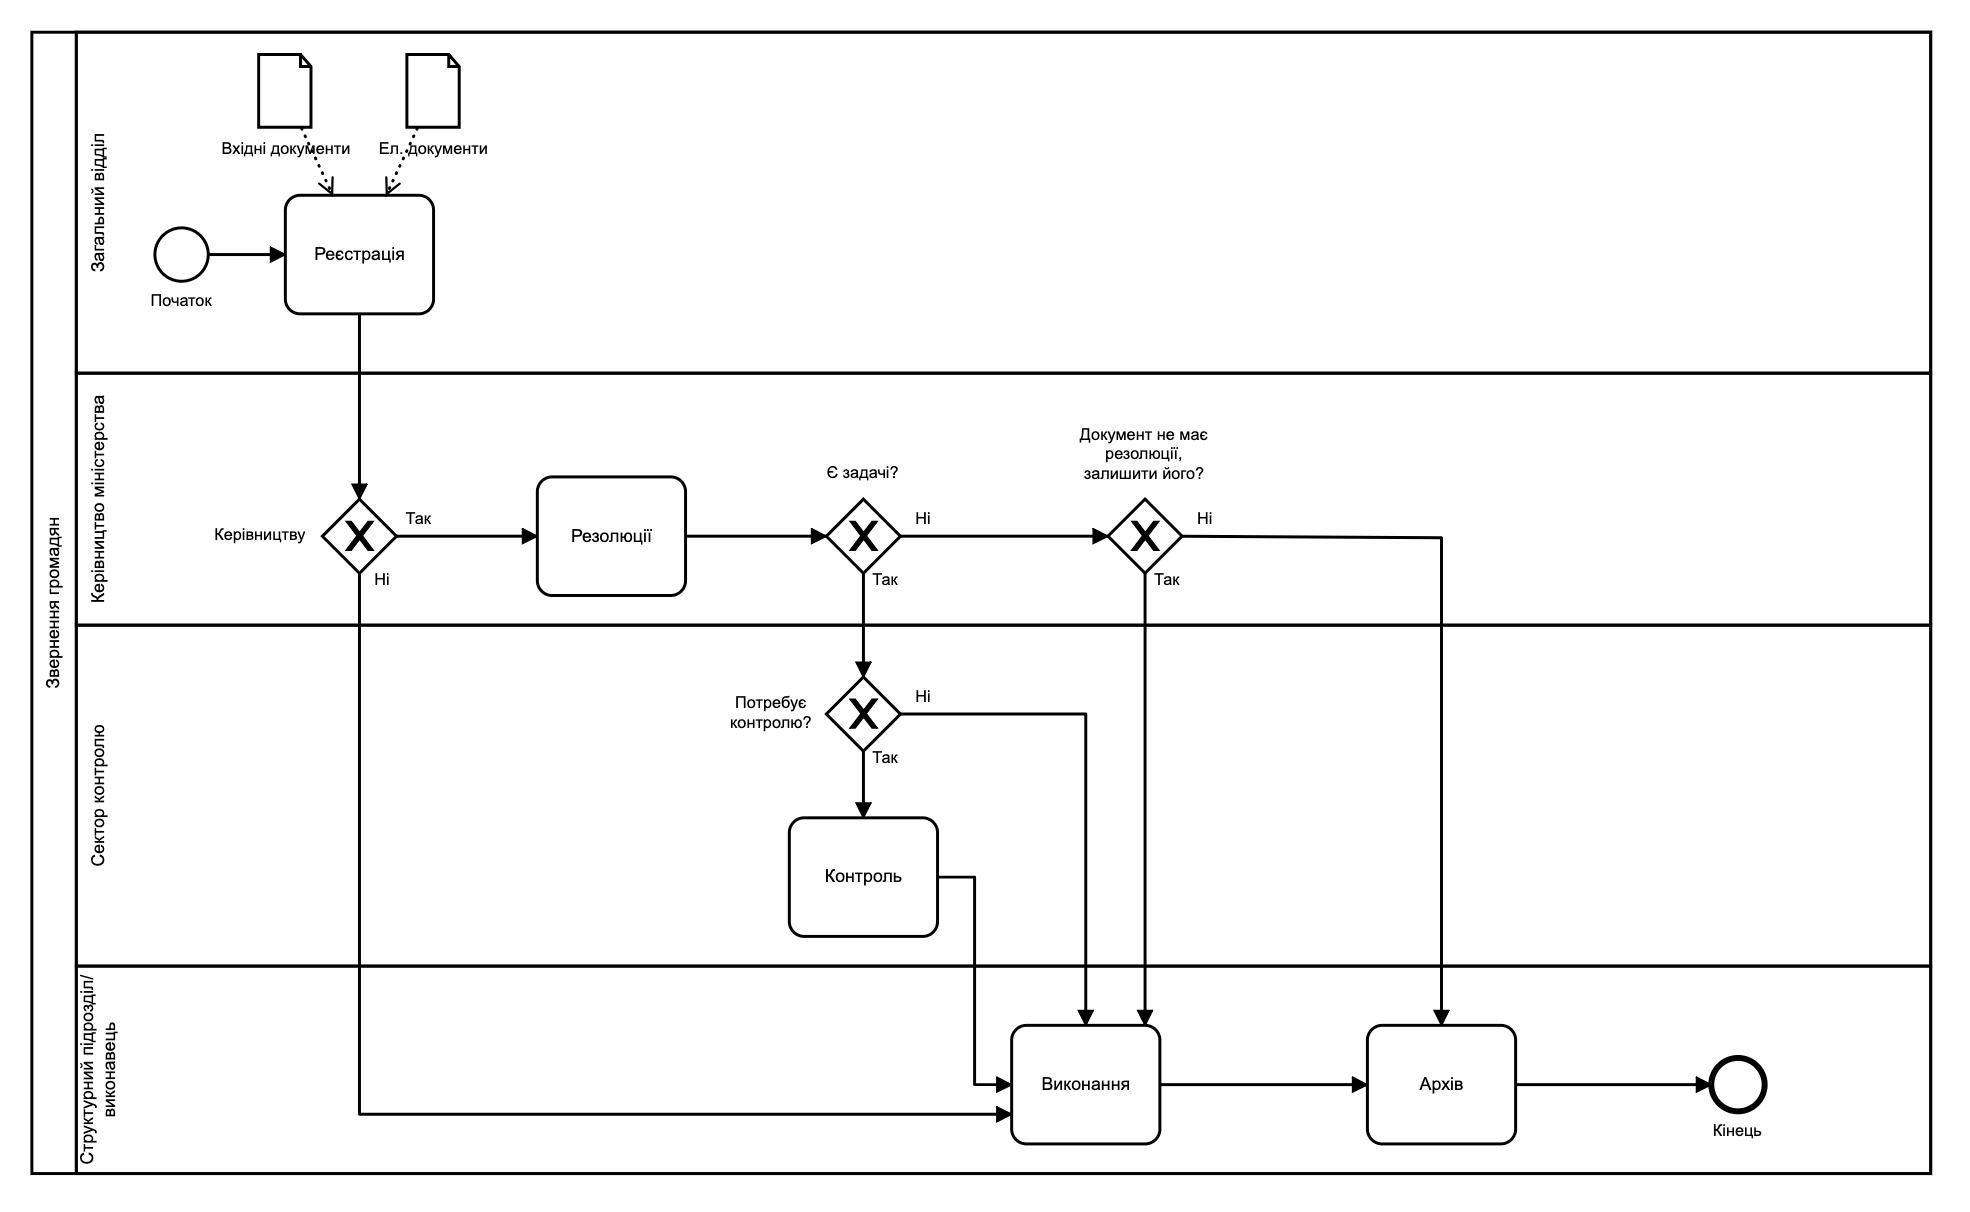 Звернення громадян
Загальний відділ
Вхідні документи
Ел. документи
Реєстрація
Початок
Керівництво міністерства
Керівництву
Так
Ні
Резолюції
Є задачі?
Ні
Так
Документ не має
резолюції,
залишити його?
Ні
Так
Сектор контролю
Потребує
контролю?
Ні
Так
Контроль
Структурний підрозділ/
виконавець
Виконання
Архів
Кінець